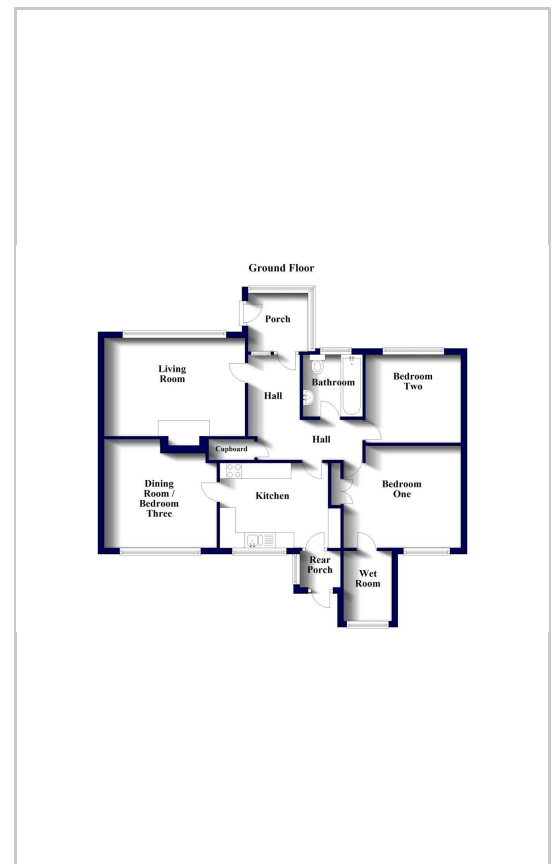 Ground Floor
Porch
Living
Room
Hall
Bathroom
Bedroom
Two
Hall
Cupboard
Dining
Room /
Bedroom
Three
Kitchen
Bedroom
One
Rear
Porch
Wet
Room